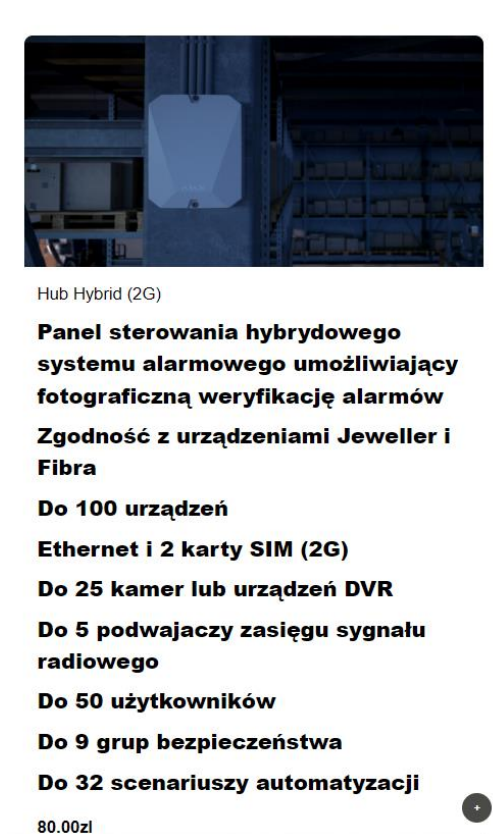 Hub Hybrid (2G)
Panel sterowania hybrydowego
systemu alarmowego umożliwiający
fotograficzną weryfikację alarmów
Zgodność z urządzeniami Jeweller i
Fibra
Do 100 urządzeń
Ethernet i 2 karty SIM (2G)
Do 25 kamer lub urządzeń DVR
Do 5 podwajaczy zasięgu sygnału
radiowego
Do 50 użytkowników
Do 9 grup bezpieczeństwa
Do 32 scenariuszy automatyzacji
80.00zl
+